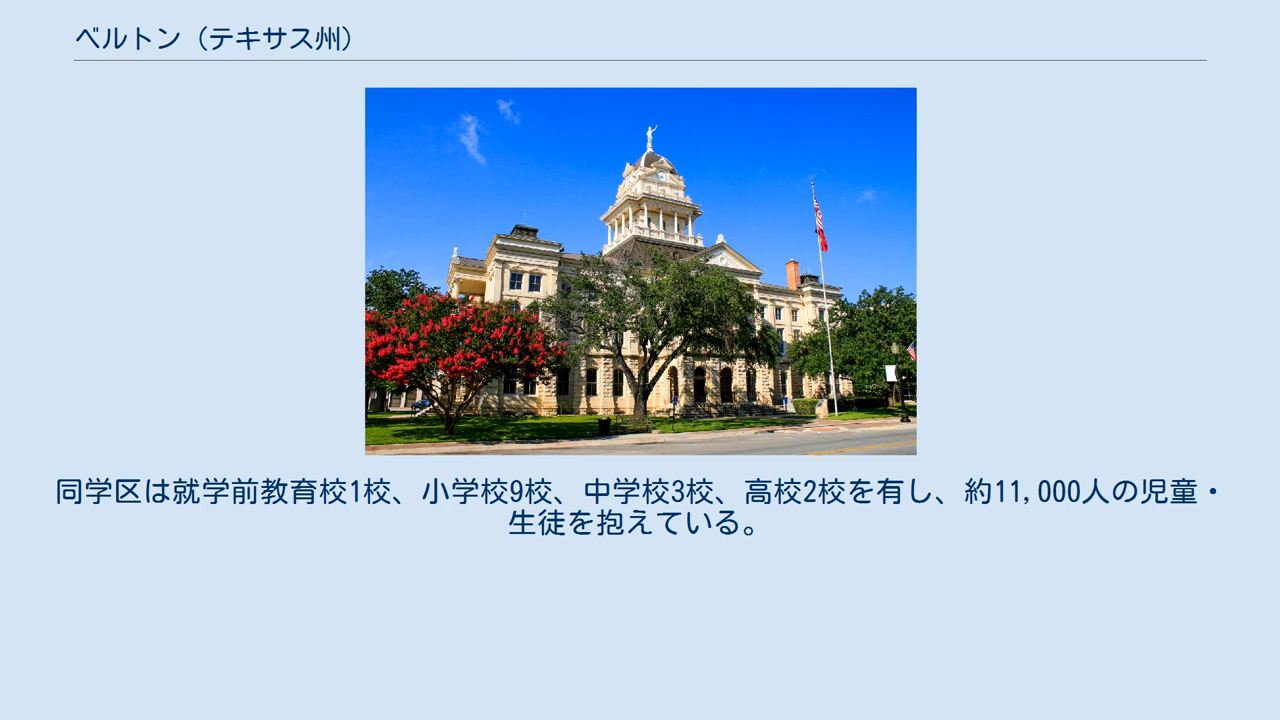 ベルトン（テキサス州）
同学区は就学前教育校1校、小学校9校、中学校3校、高校2校を有し、約11,000人の児童・
生徒を抱えている。